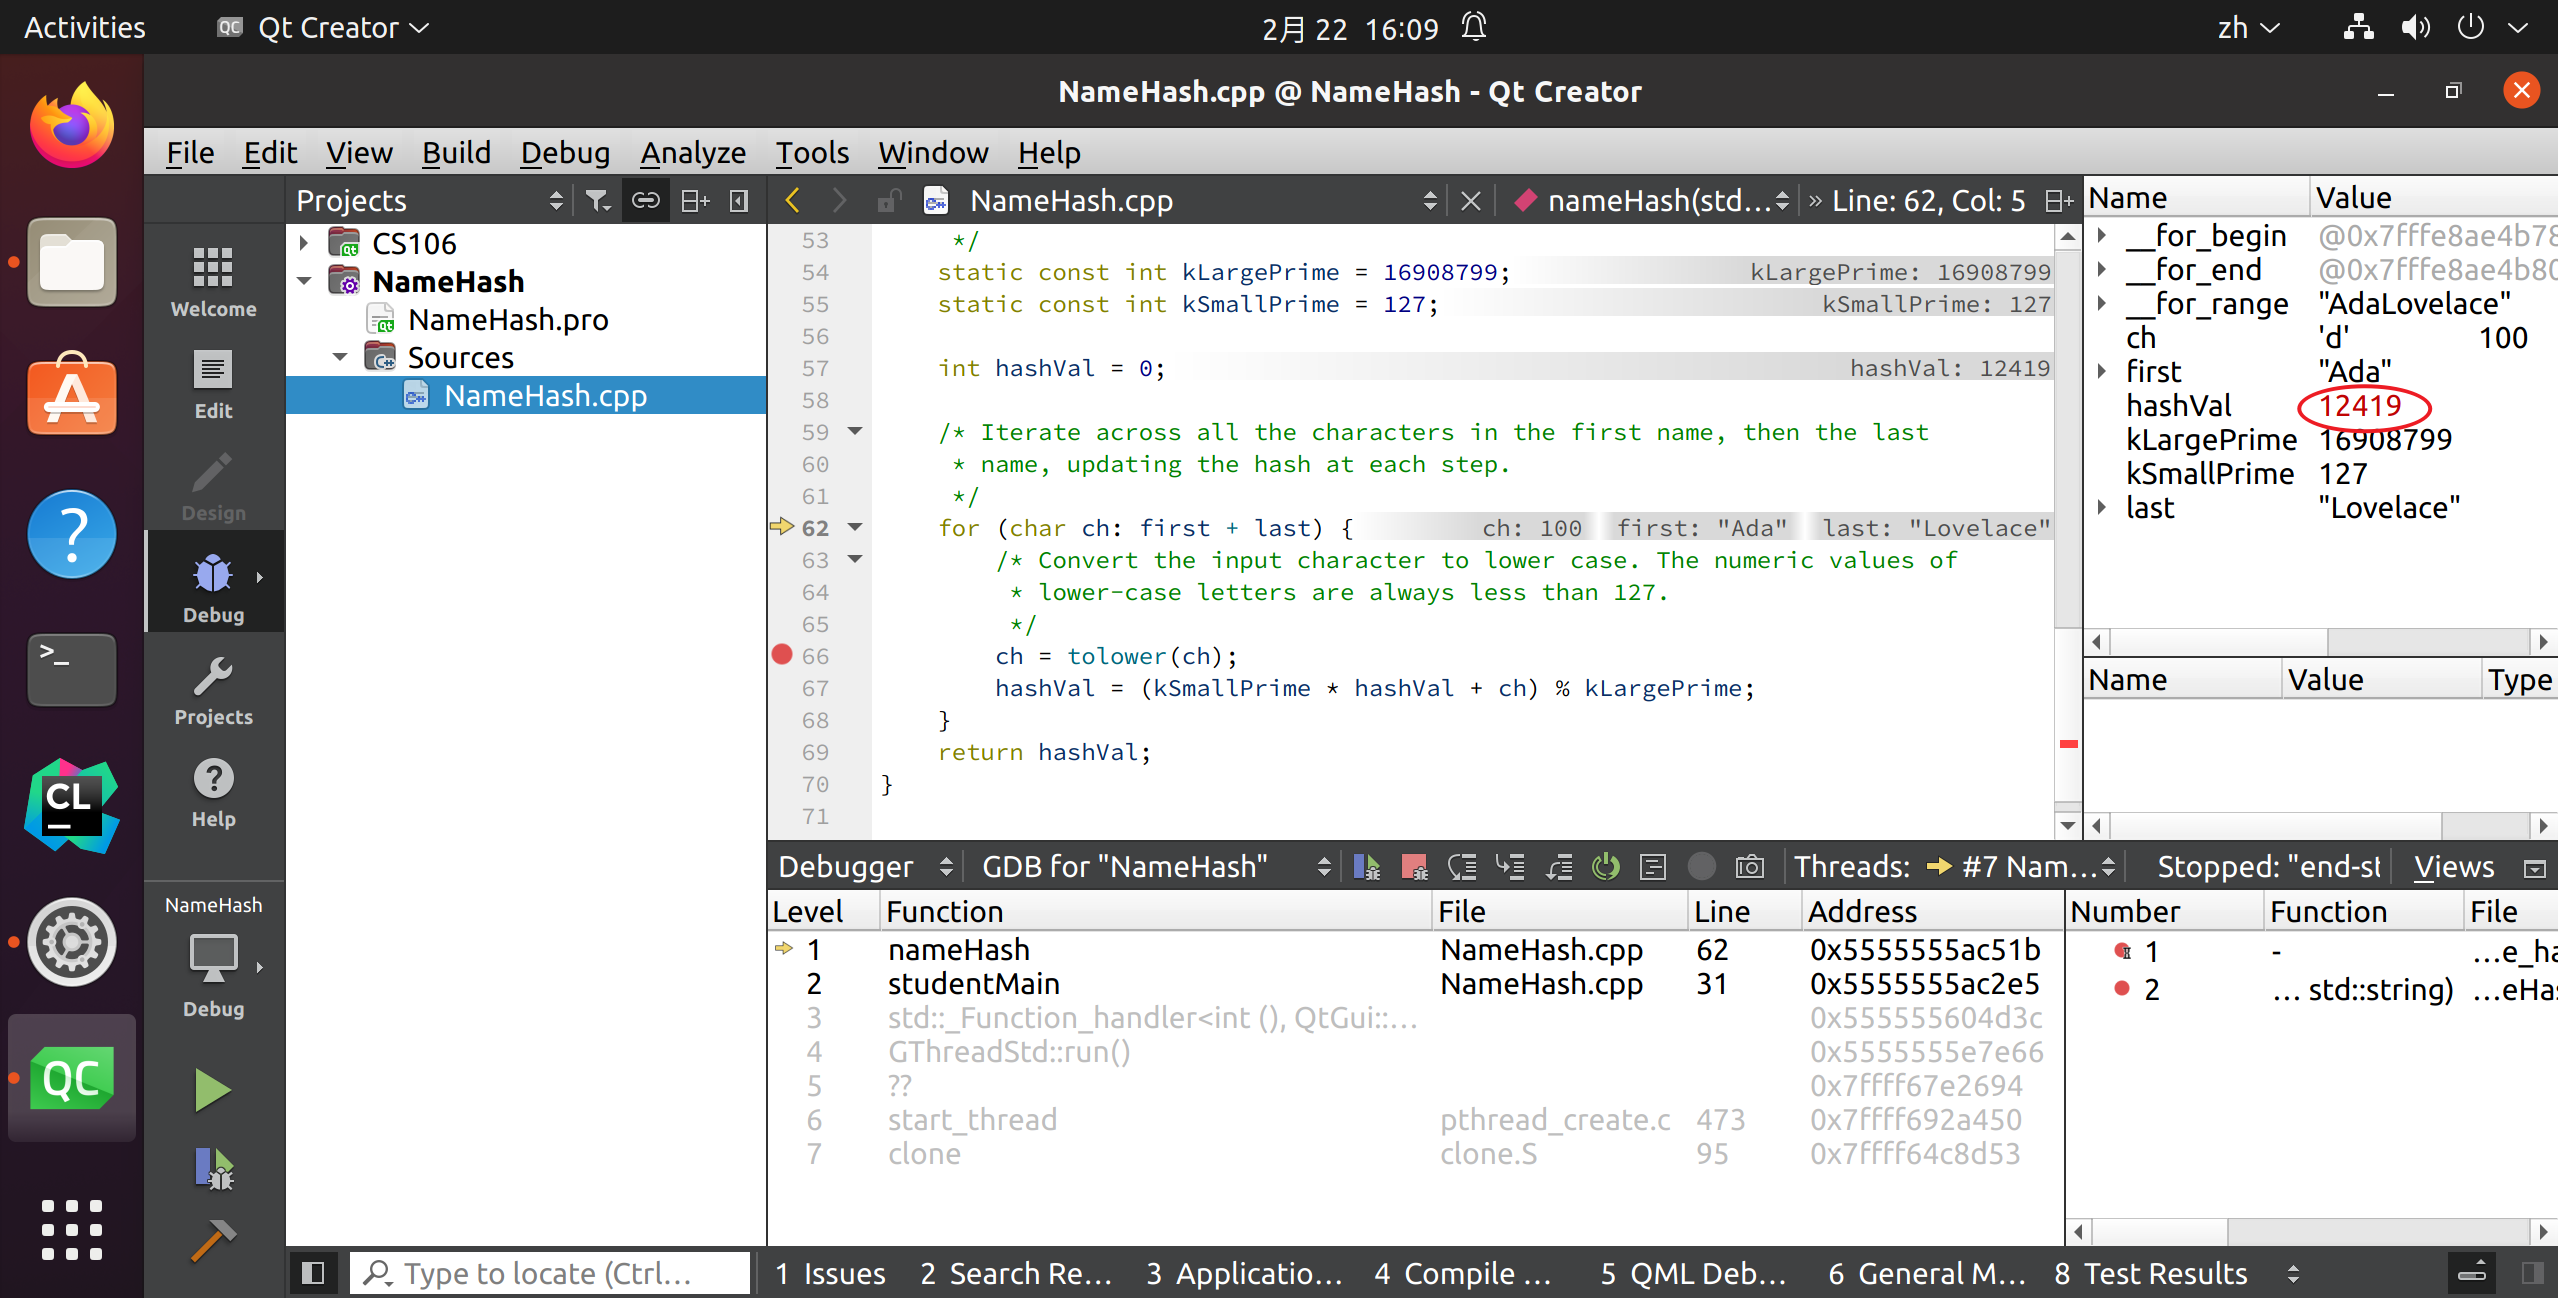 Activities
Qt Creator
2月 22 16:09
zh
NameHash.cpp @ NameHash - Qt Creator
File Edit View Build Debug Analyze Tools Window Help
Projects
NameHash.cpp
nameHash(std...
» Line: 62, Col: 5
CS106
NameHash
NameHash.pro
Sources
NameHash.cpp
Welcome
Edit
Design
Debug
Projects
Help
NameHash
Debug
53 */
54 static const int kLargePrime = 16908799; kLargePrime: 16908799
55 static const int kSmallPrime = 127; kSmallPrime: 127
56
57 int hashVal = 0; hashVal: 12419
58
59 /* Iterate across all the characters in the first name, then the last
60 * name, updating the hash at each step.
61 */
62 for (char ch: first + last) { ch: 100 first: "Ada" last: "Lovelace"
63 /* Convert the input character to lower case. The numeric values of
64 * lower-case letters are always less than 127.
65 */
66 ch = tolower(ch);
67 hashVal = (kSmallPrime * hashVal + ch) % kLargePrime;
68 }
69 return hashVal;
70 }
71
Name Value
__for_begin @0x7fffe8ae4b78
__for_end @0x7fffe8ae4b80
__for_range "AdaLovelace"
ch 'd' 100
first "Ada"
hashVal 12419
kLargePrime 16908799
kSmallPrime 127
last "Lovelace"
Name Value Type
Debugger GDB for "NameHash" Threads: #7 Nam... Stopped: "end-st Views
Level Function File Line Address
1 nameHash NameHash.cpp 62 0x5555555ac51b
2 studentMain NameHash.cpp 31 0x5555555ac2e5
3 std::_Function_handler<int (), QtGui::... 0x555555604d3c
4 GThreadStd::run() 0x5555555e7e66
5 ?? 0x7ffff67e2694
6 start_thread pthread_create.c 473 0x7ffff692a450
7 clone clone.S 95 0x7ffff64c8d53
Number Function File
1 - ...e_ha
2 ... std::string) ...eHas
Type to locate (Ctrl...
1 Issues 2 Search Re... 3 Applicatio... 4 Compile ... 5 QML Deb... 6 General M... 8 Test Results
CL
QC